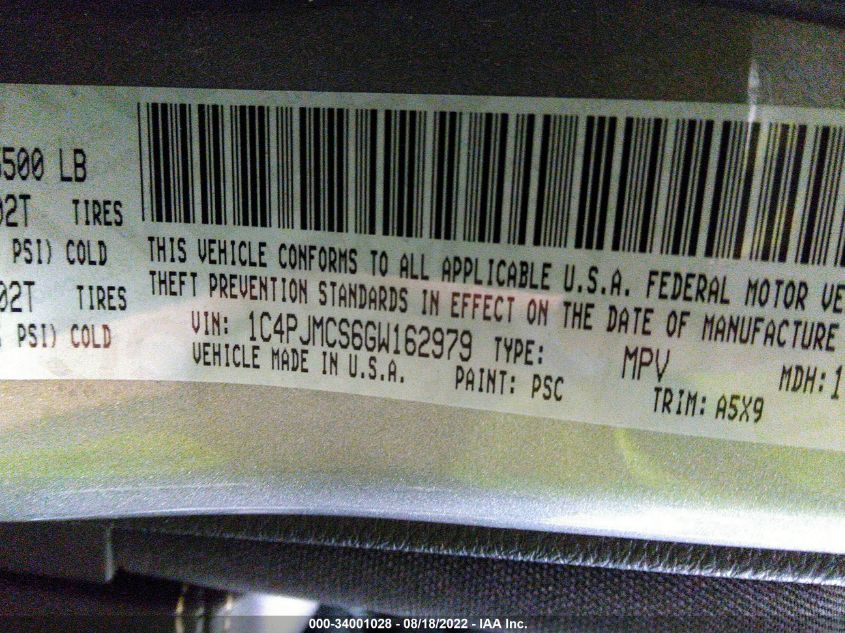 500 LB
02T TIRES
PSI) COLD
02T TIRES
PSI) COLD
THIS VEHICLE CONFORMS TO ALL APPLICABLE U.S.A. FEDERAL MOTOR VE
THEFT PREVENTION STANDARDS IN EFFECT ON THE DATE OF MANUFACTURE
VIN: 1C4PJMCS6GW162979 TYPE: MPV MDH: 1
VEHICLE MADE IN U.S.A. PAINT: PSC TRIM: A5X9
000-34001028 - 08/18/2022 - IAA Inc.